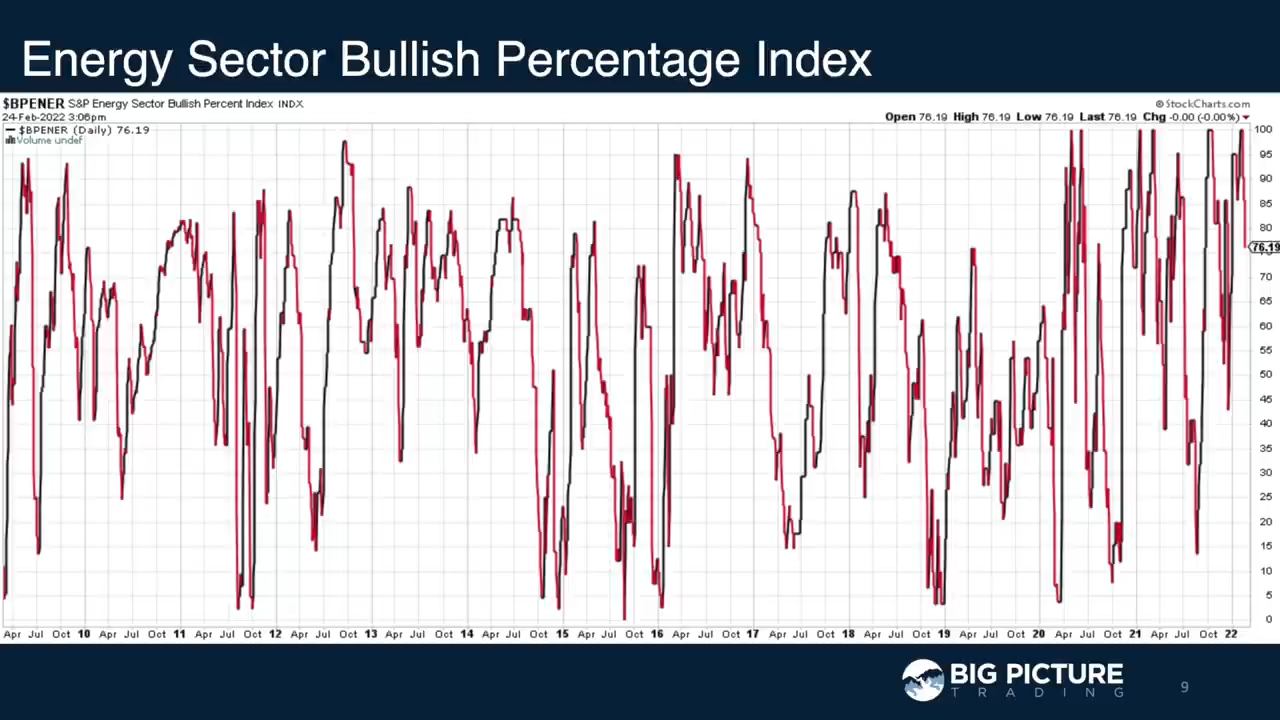 Energy Sector Bullish Percentage Index
$BPENER S&P Energy Sector Bullish Percent Index INDX
© StockCharts.com
24-Feb-2022 3:06pm
Open 76.19 High 76.19 Low 76.19 Last 76.19 Chg -0.00 (-0.00%)
$BPENER (Daily) 76.19
Volume undef
100
95
90
85
80
76.19
70
65
60
55
50
45
40
35
30
25
20
15
10
5
0
Apr Jul Oct 10 Apr Jul Oct 11 Apr Jul Oct 12 Apr Jul Oct 13 Apr Jul Oct 14 Apr Jul Oct 15 Apr Jul Oct 16 Apr Jul Oct 17 Apr Jul Oct 18 Apr Jul Oct 19 Apr Jul Oct 20 Apr Jul Oct 21 Apr Jul Oct 22
BIG PICTURE
TRADING
9